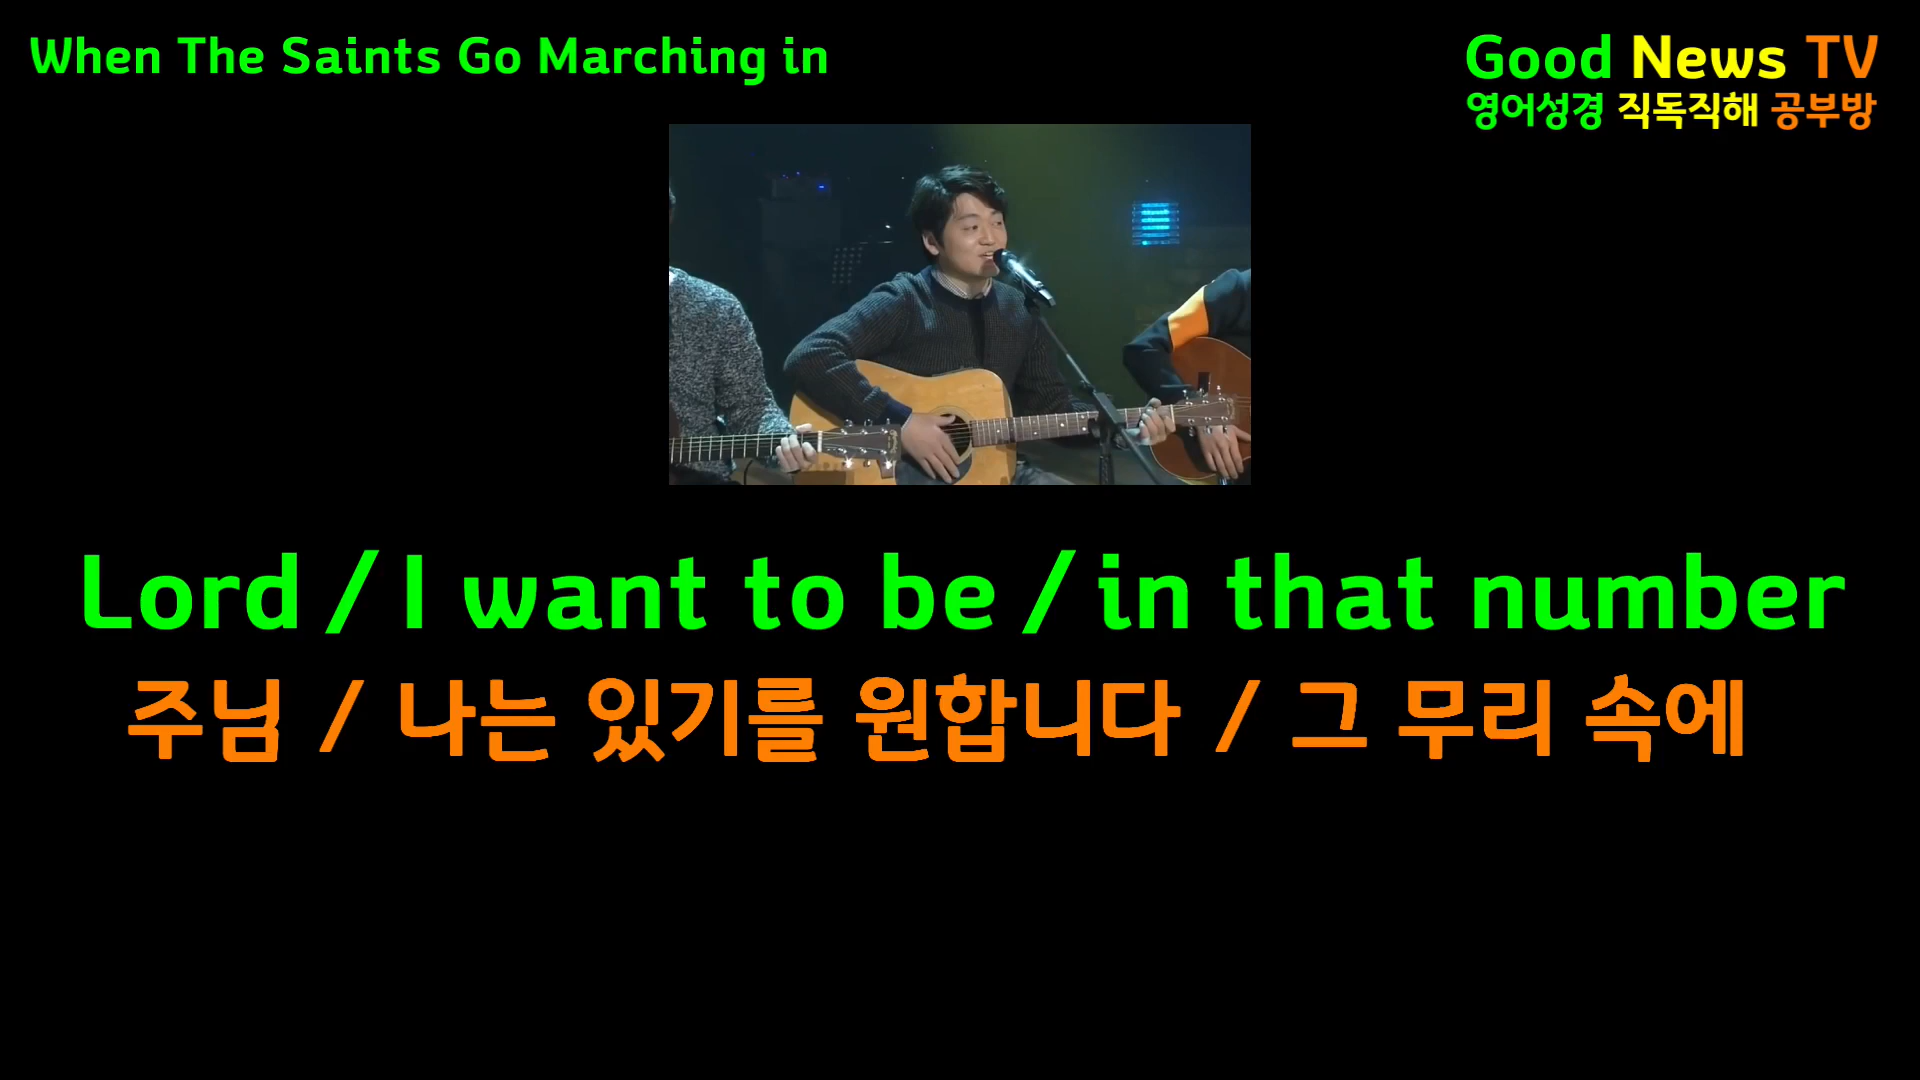 When The Saints Go Marching in
Good News TV
영어성경 직독직해 공부방
Lord / I want to be / in that number
주님 / 나는 있기를 원합니다 / 그 무리 속에